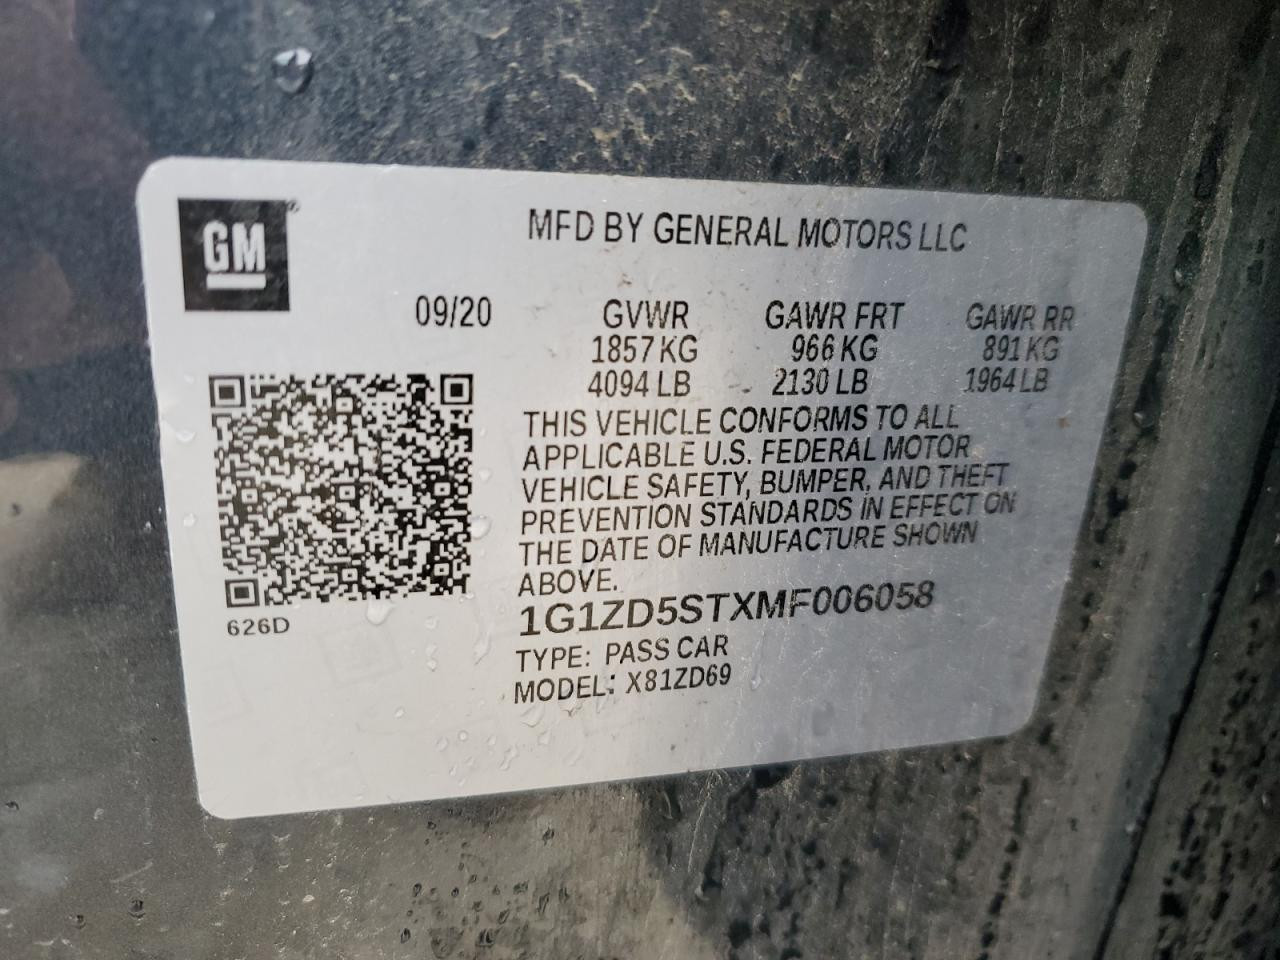 GM
MFD BY GENERAL MOTORS LLC
09/20 GVWR GAWR FRT GAWR RR
1857 KG 966 KG 891 KG
4094 LB 2130 LB 1964 LB
THIS VEHICLE CONFORMS TO ALL
APPLICABLE U.S. FEDERAL MOTOR
VEHICLE SAFETY, BUMPER, AND THEFT
PREVENTION STANDARDS IN EFFECT ON
THE DATE OF MANUFACTURE SHOWN
ABOVE.
626D
1G1ZD5STXMF006058
TYPE: PASS CAR
MODEL: X81ZD69